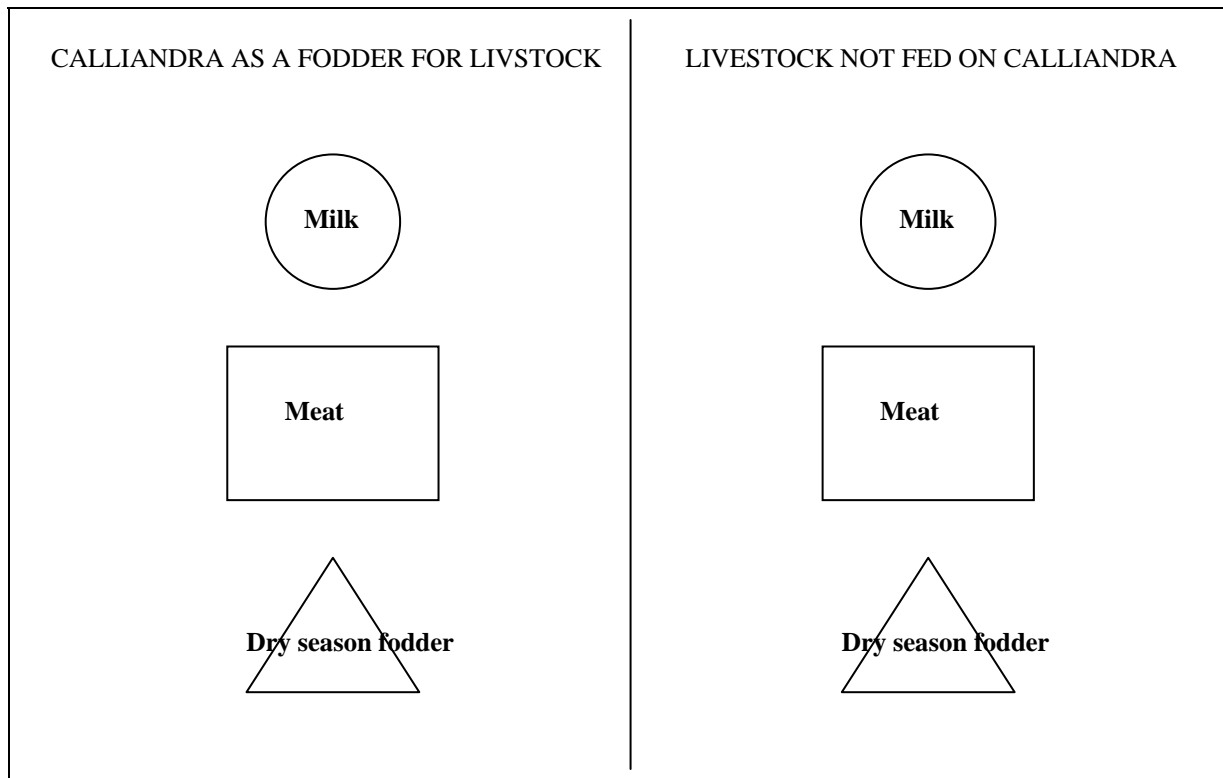 CALLIANDRA AS A FODDER FOR LIVSTOCK
Milk
Meat
Dry season fodder
LIVESTOCK NOT FED ON CALLIANDRA
Milk
Meat
Dry season fodder